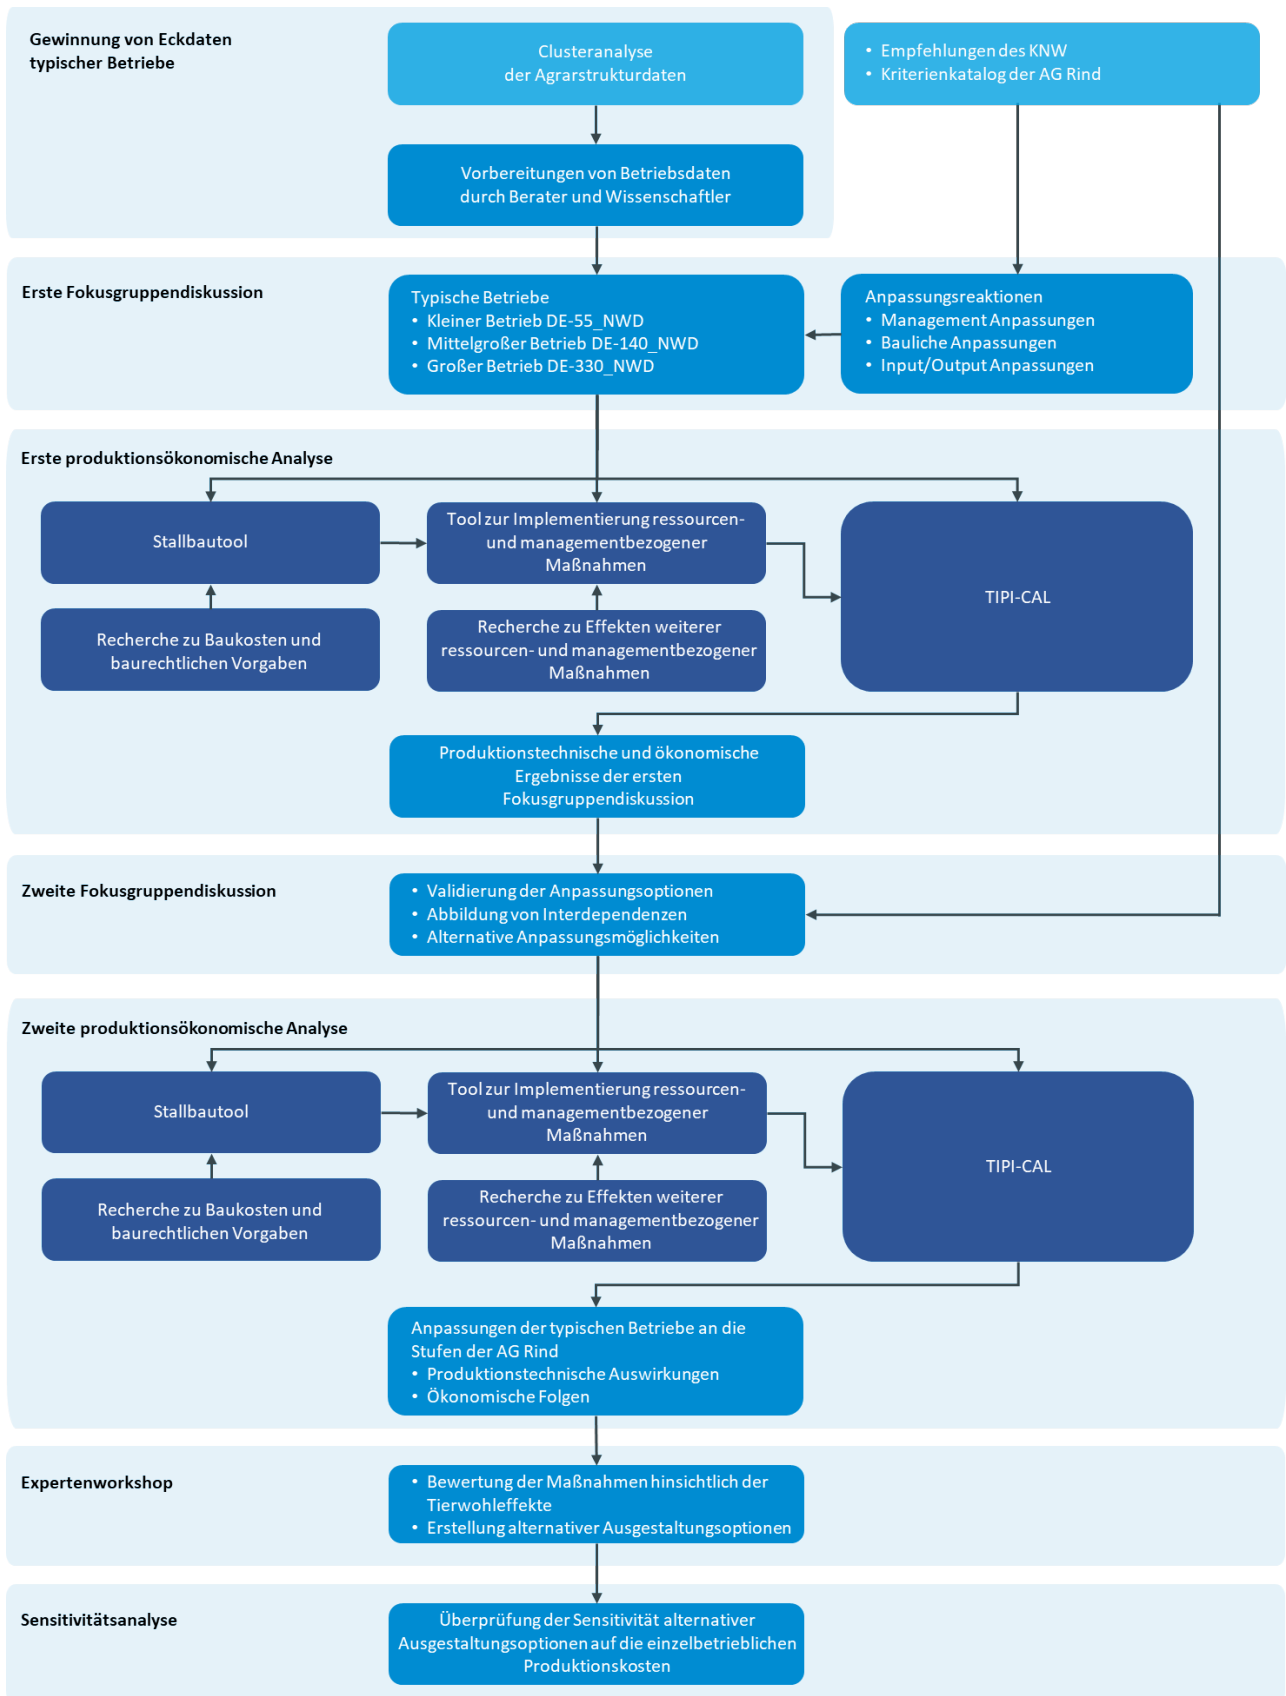 Gewinnung von Eckdaten
typischer Betriebe
Clusteranalyse
der Agrarstrukturdaten
• Empfehlungen des KNW
• Kriterienkatalog der AG Rind
Vorbereitungen von Betriebsdaten
durch Berater und Wissenschaftler
Erste Fokusgruppendiskussion
Typische Betriebe
• Kleiner Betrieb DE-55_NWD
• Mittelgroßer Betrieb DE-140_NWD
• Großer Betrieb DE-330_NWD
Anpassungsreaktionen
• Management Anpassungen
• Bauliche Anpassungen
• Input/Output Anpassungen
Erste produktionsökonomische Analyse
Stallbautool
Tool zur Implementierung ressourcen-
und managementbezogener
Maßnahmen
TIPI-CAL
Recherche zu Baukosten und
baurechtlichen Vorgaben
Recherche zu Effekten weiterer
ressourcen- und managementbezogener
Maßnahmen
Produktionstechnische und ökonomische
Ergebnisse der ersten
Fokusgruppendiskussion
Zweite Fokusgruppendiskussion
• Validierung der Anpassungsoptionen
• Abbildung von Interdependenzen
• Alternative Anpassungsmöglichkeiten
Zweite produktionsökonomische Analyse
Stallbautool
Tool zur Implementierung ressourcen-
und managementbezogener
Maßnahmen
TIPI-CAL
Recherche zu Baukosten und
baurechtlichen Vorgaben
Recherche zu Effekten weiterer
ressourcen- und managementbezogener
Maßnahmen
Anpassungen der typischen Betriebe an die
Stufen der AG Rind
• Produktionstechnische Auswirkungen
• Ökonomische Folgen
Expertenworkshop
• Bewertung der Maßnahmen hinsichtlich der
Tierwohleffekte
• Erstellung alternativer Ausgestaltungsoptionen
Sensitivitätsanalyse
Überprüfung der Sensitivität alternativer
Ausgestaltungsoptionen auf die einzelbetrieblichen
Produktionskosten